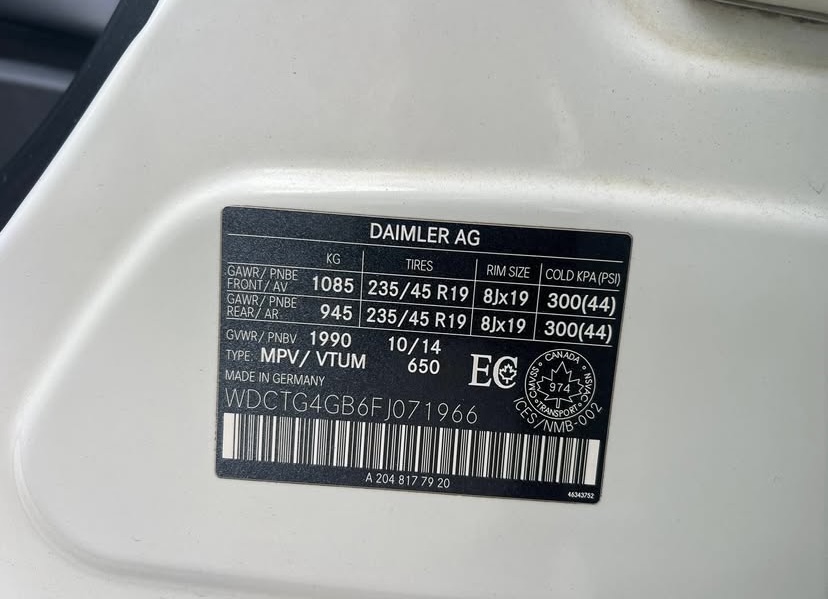 DAIMLER AG
KG TIRES RIM SIZE COLD KPA (PSI)
GAWR / PNBE
FRONT / AV 1085 235/45 R19 8Jx19 300(44)
GAWR / PNBE
REAR / AR. 945 235/45 R19 8Jx19 300(44)
GVWR / PNBV 1990 10/14
TYPE: MPV/ VTUM 650
MADE IN GERMANY
EC
CANADA
CMVSS
974
NSVAC
TRANSPORT
ICES/NMB-002
WDCTG4GB6FJ071966
A 204 817 79 20
46343752